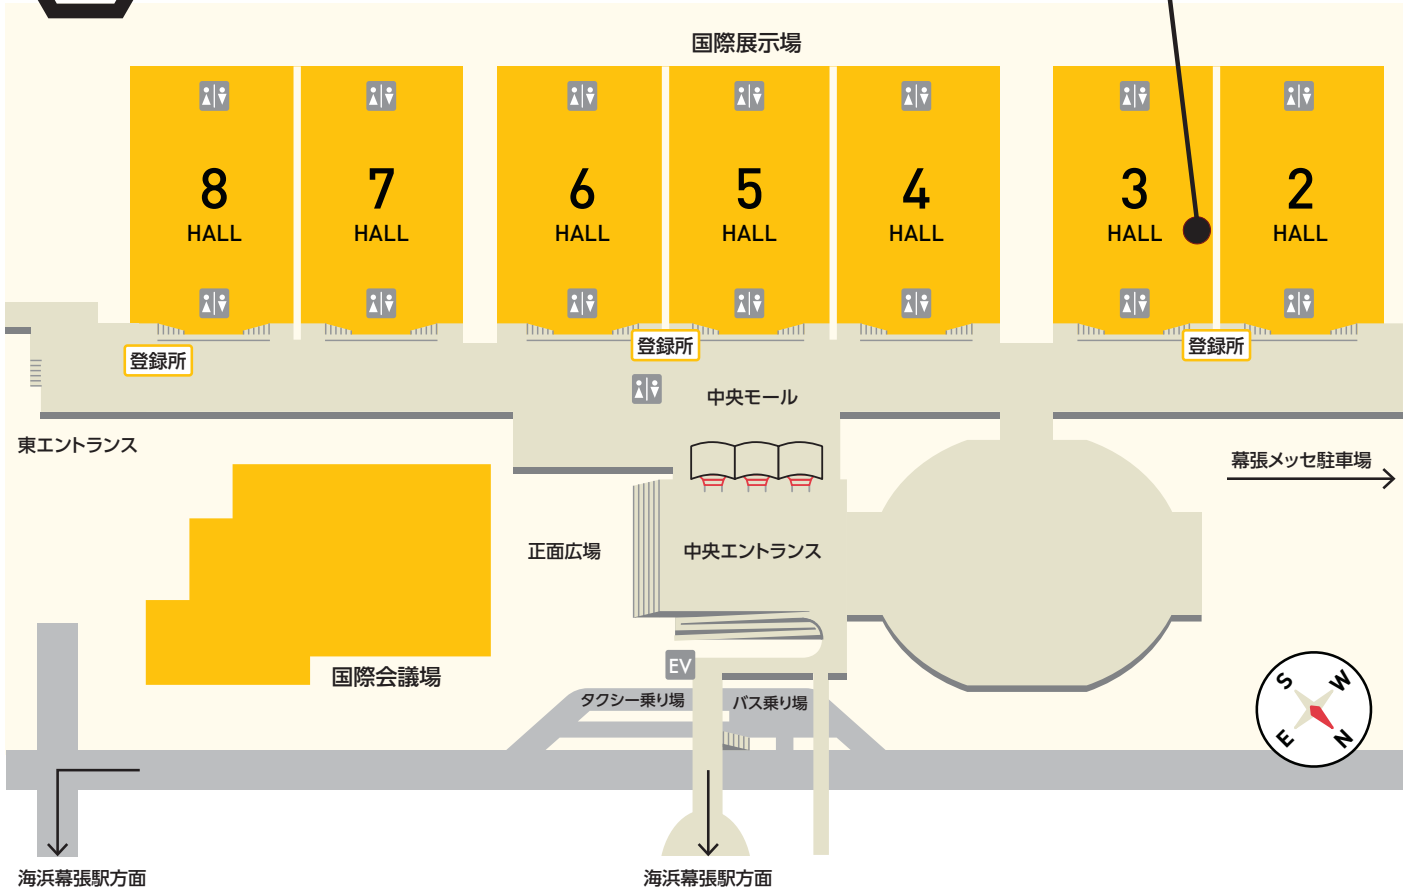 国際展示場
8
HALL
7
HALL
6
HALL
5
HALL
4
HALL
3
HALL
2
HALL
登録所
登録所
登録所
中央モール
東エントランス
幕張メッセ駐車場
正面広場
中央エントランス
国際会議場
EV
タクシー乗り場
バス乗り場
S
W
E
N
海浜幕張駅方面
海浜幕張駅方面